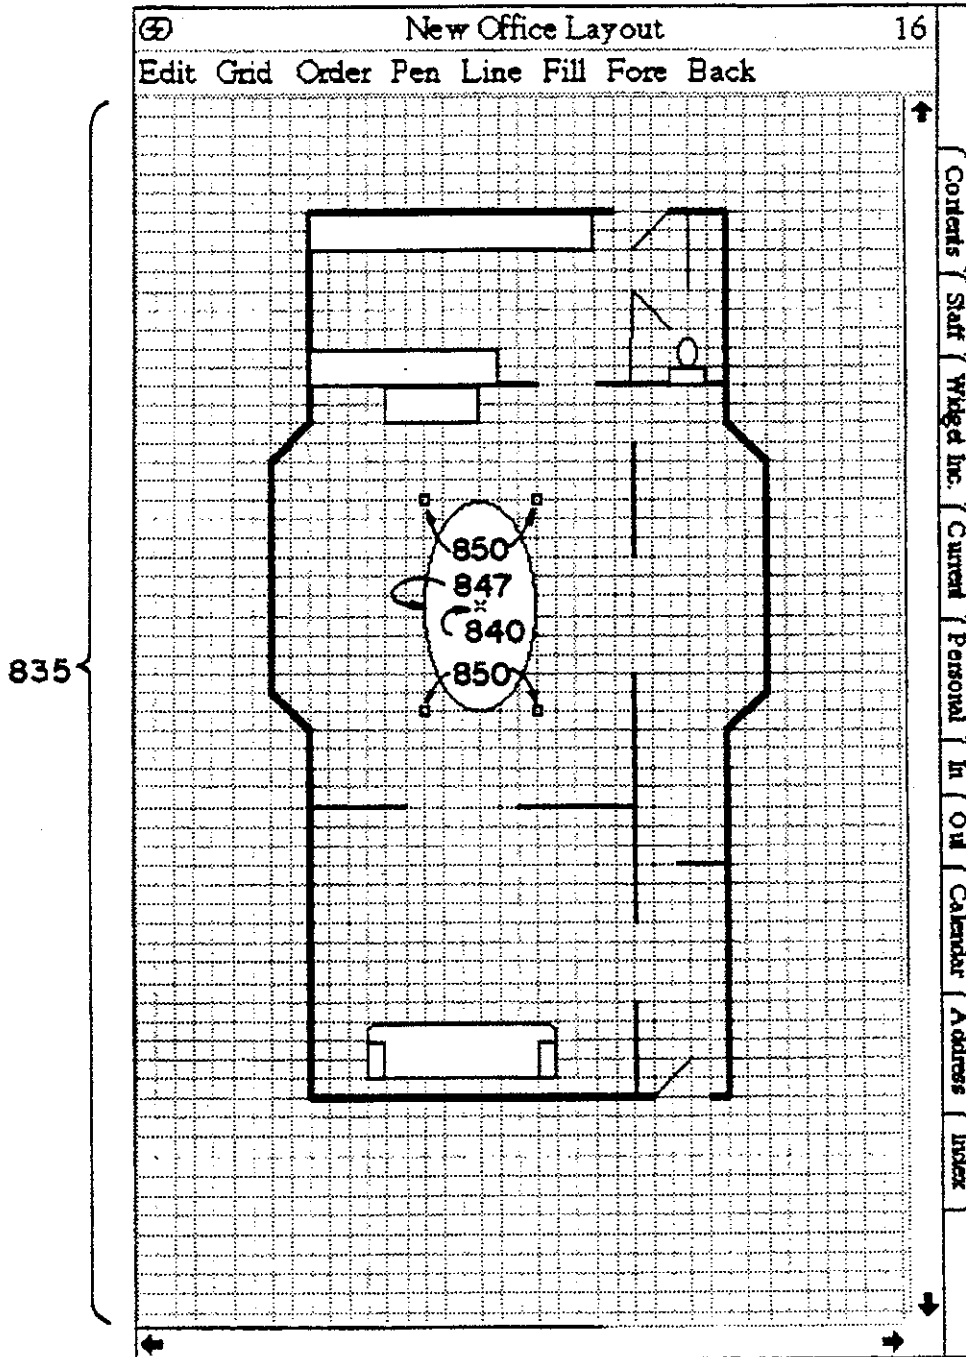 New Office Layout 16
Edit Grid Order Pen Line Fill Fore Back
850
847
840
835
850
Contents
Staff
Widget Inc.
Current
Personal
In
Out
Calendar
Address
Index